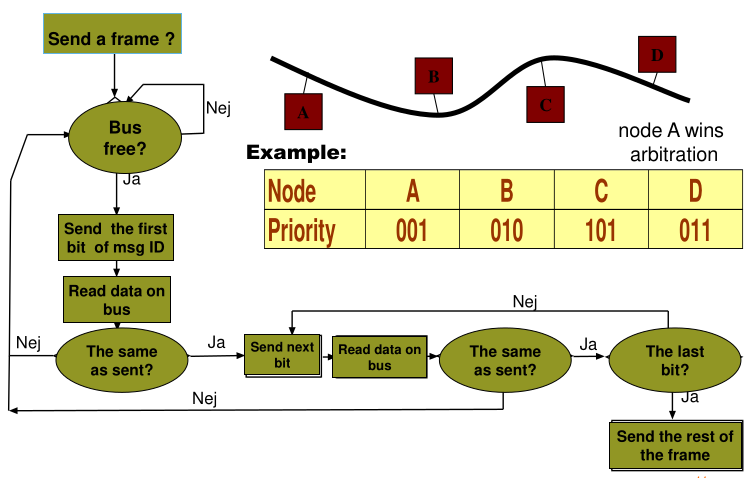 Send a frame ?
Bus
free?
Nej
Ja
Send the first
bit of msg ID
Read data on
bus
The same
as sent?
Nej
Ja
Send next
bit
Read data on
bus
The same
as sent?
Nej
Ja
The last
bit?
Nej
Ja
Send the rest of
the frame
A
B
C
D
node A wins
arbitration
Example:
Node A B C D
Priority 001 010 101 011